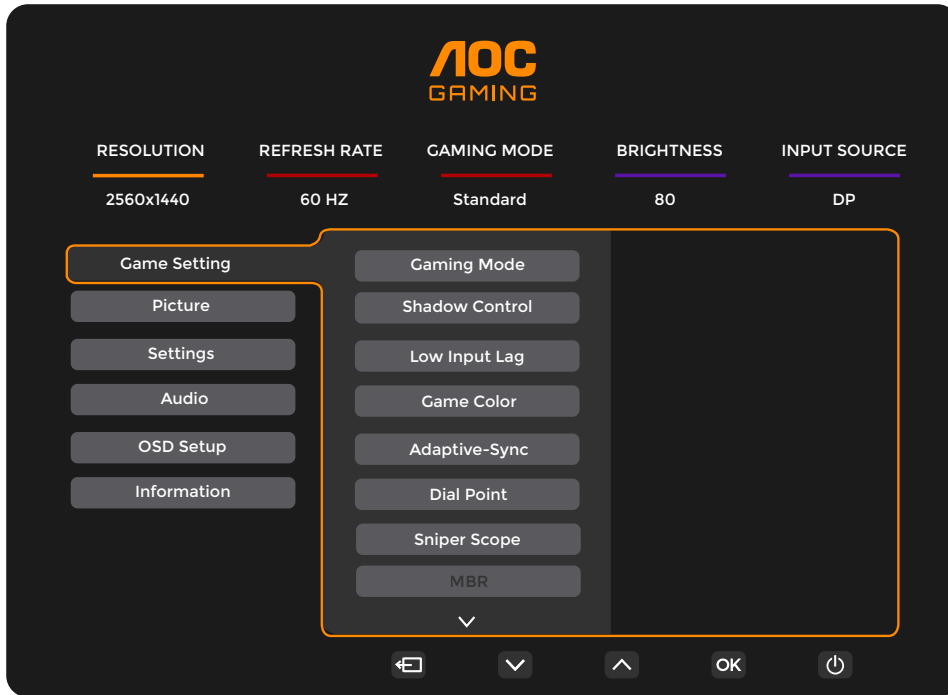 AOC
GAMING
RESOLUTION REFRESH RATE GAMING MODE BRIGHTNESS INPUT SOURCE
2560x1440 60 HZ Standard 80 DP
Game Setting
Picture
Settings
Audio
OSD Setup
Information
Gaming Mode
Shadow Control
Low Input Lag
Game Color
Adaptive-Sync
Dial Point
Sniper Scope
MBR
OK